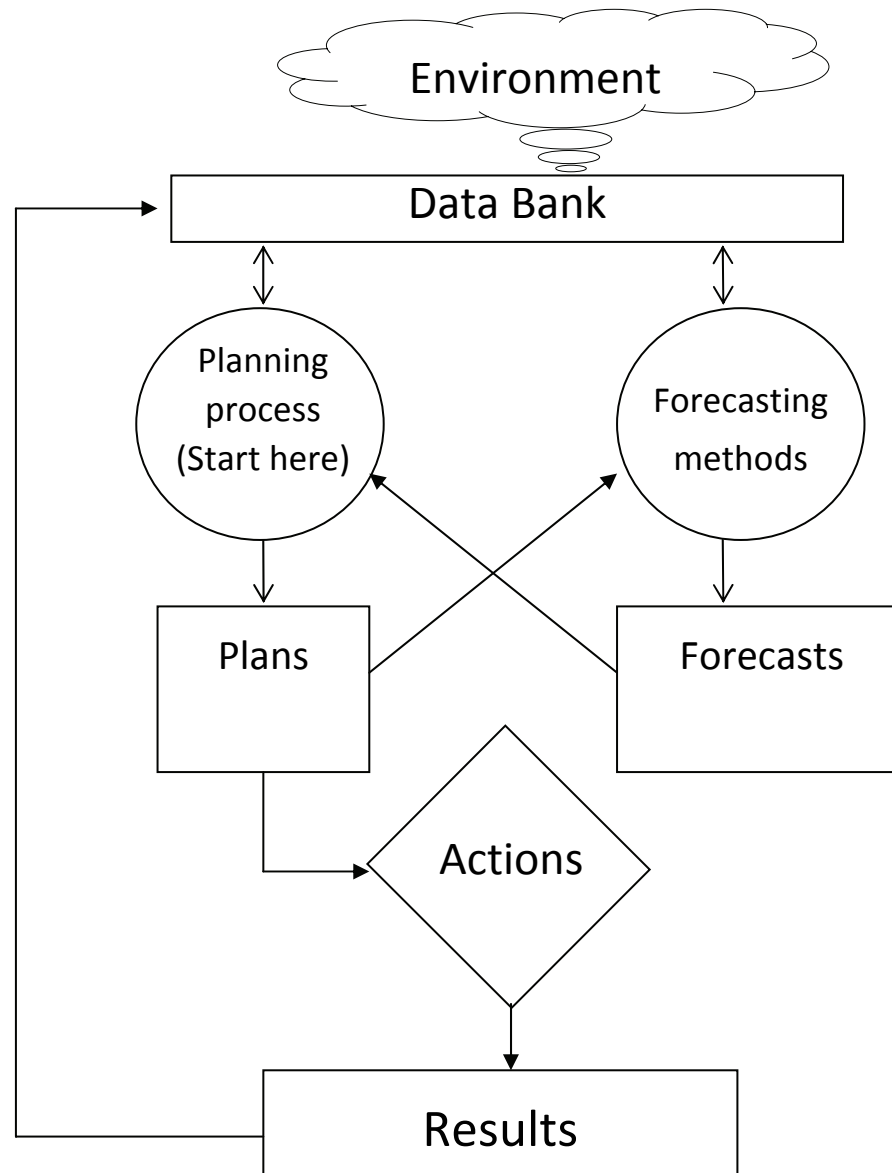 Environment
Data Bank
Planning
process
(Start here)
Forecasting
methods
Plans
Forecasts
Actions
Results